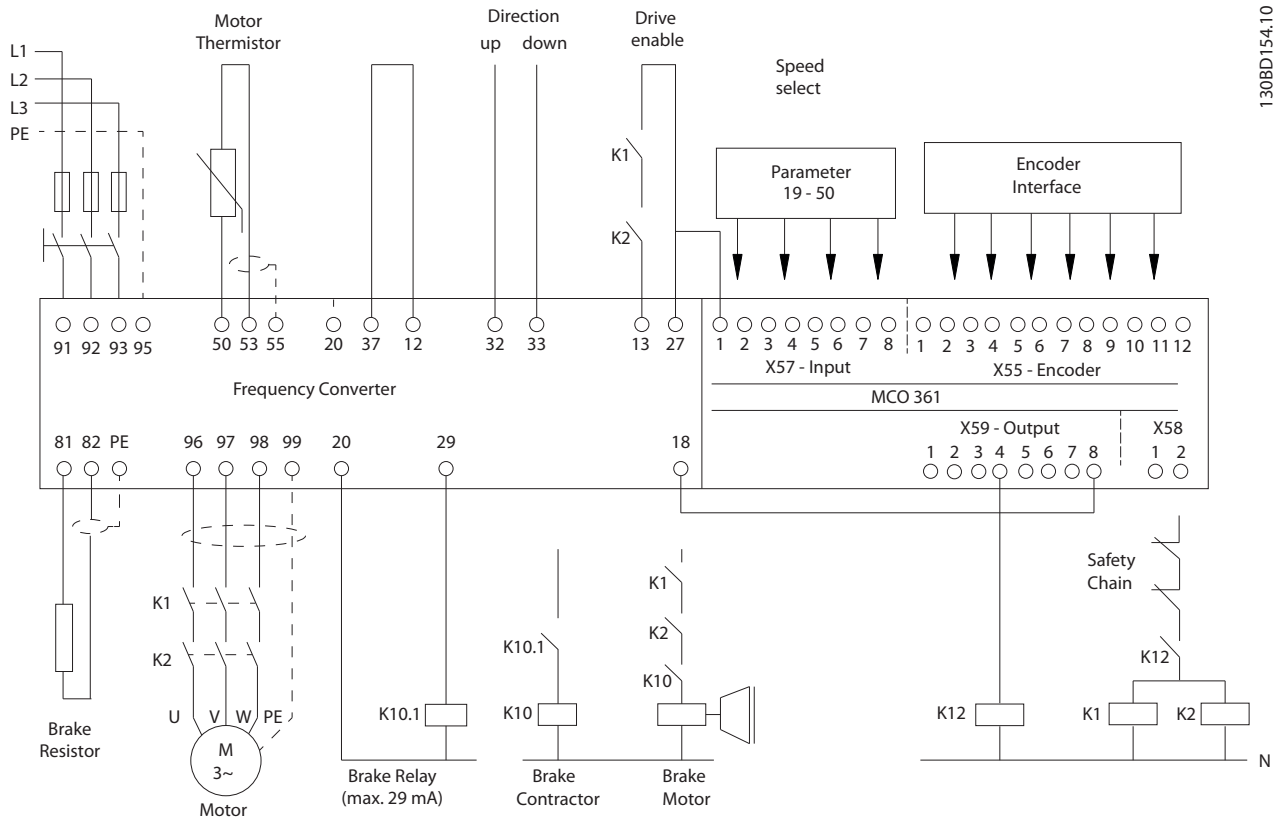 130BD154.10
Motor
Thermistor
Direction
up down
Drive
enable
Speed
select
L1
L2
L3
PE
K1
K2
Parameter
19 - 50
Encoder
Interface
91 92 93 95 50 53 55 20 37 12 32 33 13 27 1 2 3 4 5 6 7 8 1 2 3 4 5 6 7 8 9 10 11 12
X57 - Input X55 - Encoder
Frequency Converter
MCO 361
81 82 PE 96 97 98 99 20 29 18
X59 - Output X58
1 2 3 4 5 6 7 8 1 2
Safety
Chain
K1
K2
K10.1
K1
K2
K10
K12
U V W PE
K10.1
K10
K12
K1
K2
M
3~
Motor
Brake
Resistor
Brake Relay
(max. 29 mA)
Brake
Contractor
Brake
Motor
N